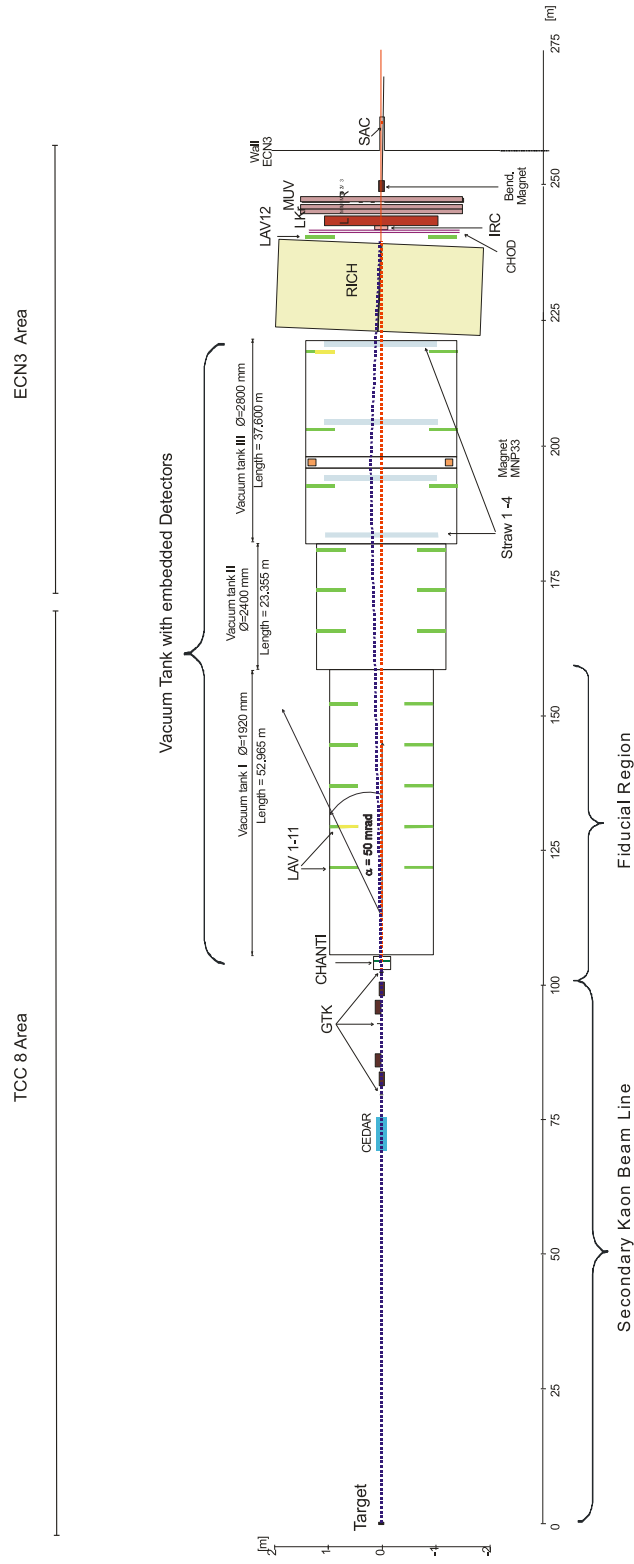 TCC 8 Area
ECN3 Area
Vacuum Tank with embedded Detectors
Vacuum tank I Ø=1920 mm
Length = 52,965 m
Vacuum tank II
Ø=2400 mm
Length = 23,355 m
Vacuum tank III Ø=2800 mm
Length = 37,600 m
[m]
2
1
0
-1
-2
Target
CEDAR
GTK
CHANTI
LAV 1-11
α = 50 mrad
RICH
LAV12
LKr
MUV
Wall
ECN3
SAC
Straw 1 -4
Magnet
MNP33
CHOD
IRC
Bend.
Magnet
0
25
50
75
100
125
150
175
200
225
250
275
[m]
Secondary Kaon Beam Line
Fiducial Region